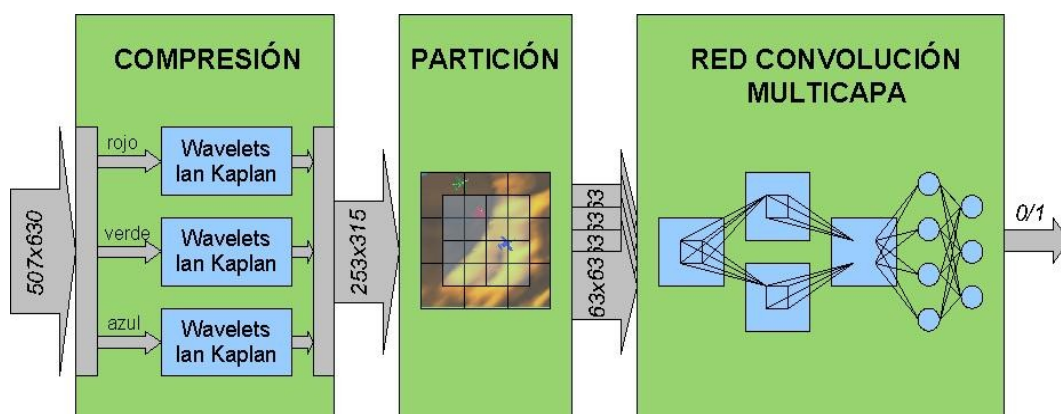 COMPRESIÓN
PARTICIÓN
RED CONVOLUCIÓN
MULTICAPA
507x630
rojo
Wavelets
Ian Kaplan
verde
Wavelets
Ian Kaplan
azul
Wavelets
Ian Kaplan
253x315
63x63
0/1